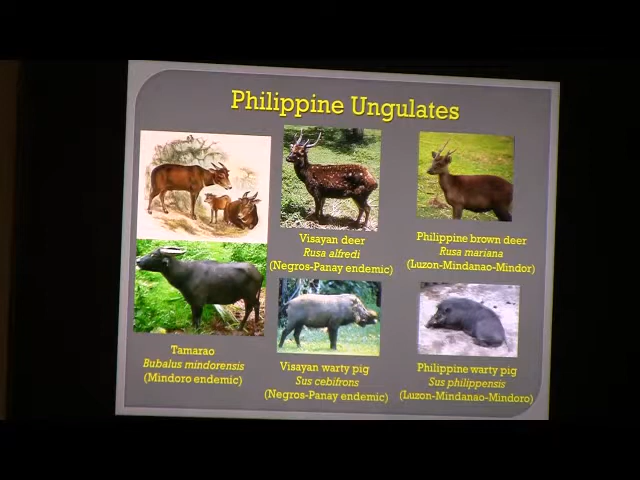 Philippine Ungulates
Visayan deer
Rusa alfredi
(Negros-Panay endemic)
Philippine brown deer
Rusa mariana
(Luzon-Mindanao-Mindor)
Tamarao
Bubalus mindorensis
(Mindoro endemic)
Visayan warty pig
Sus cebifrons
(Negros-Panay endemic)
Philippine warty pig
Sus philippensis
(Luzon-Mindanao-Mindoro)